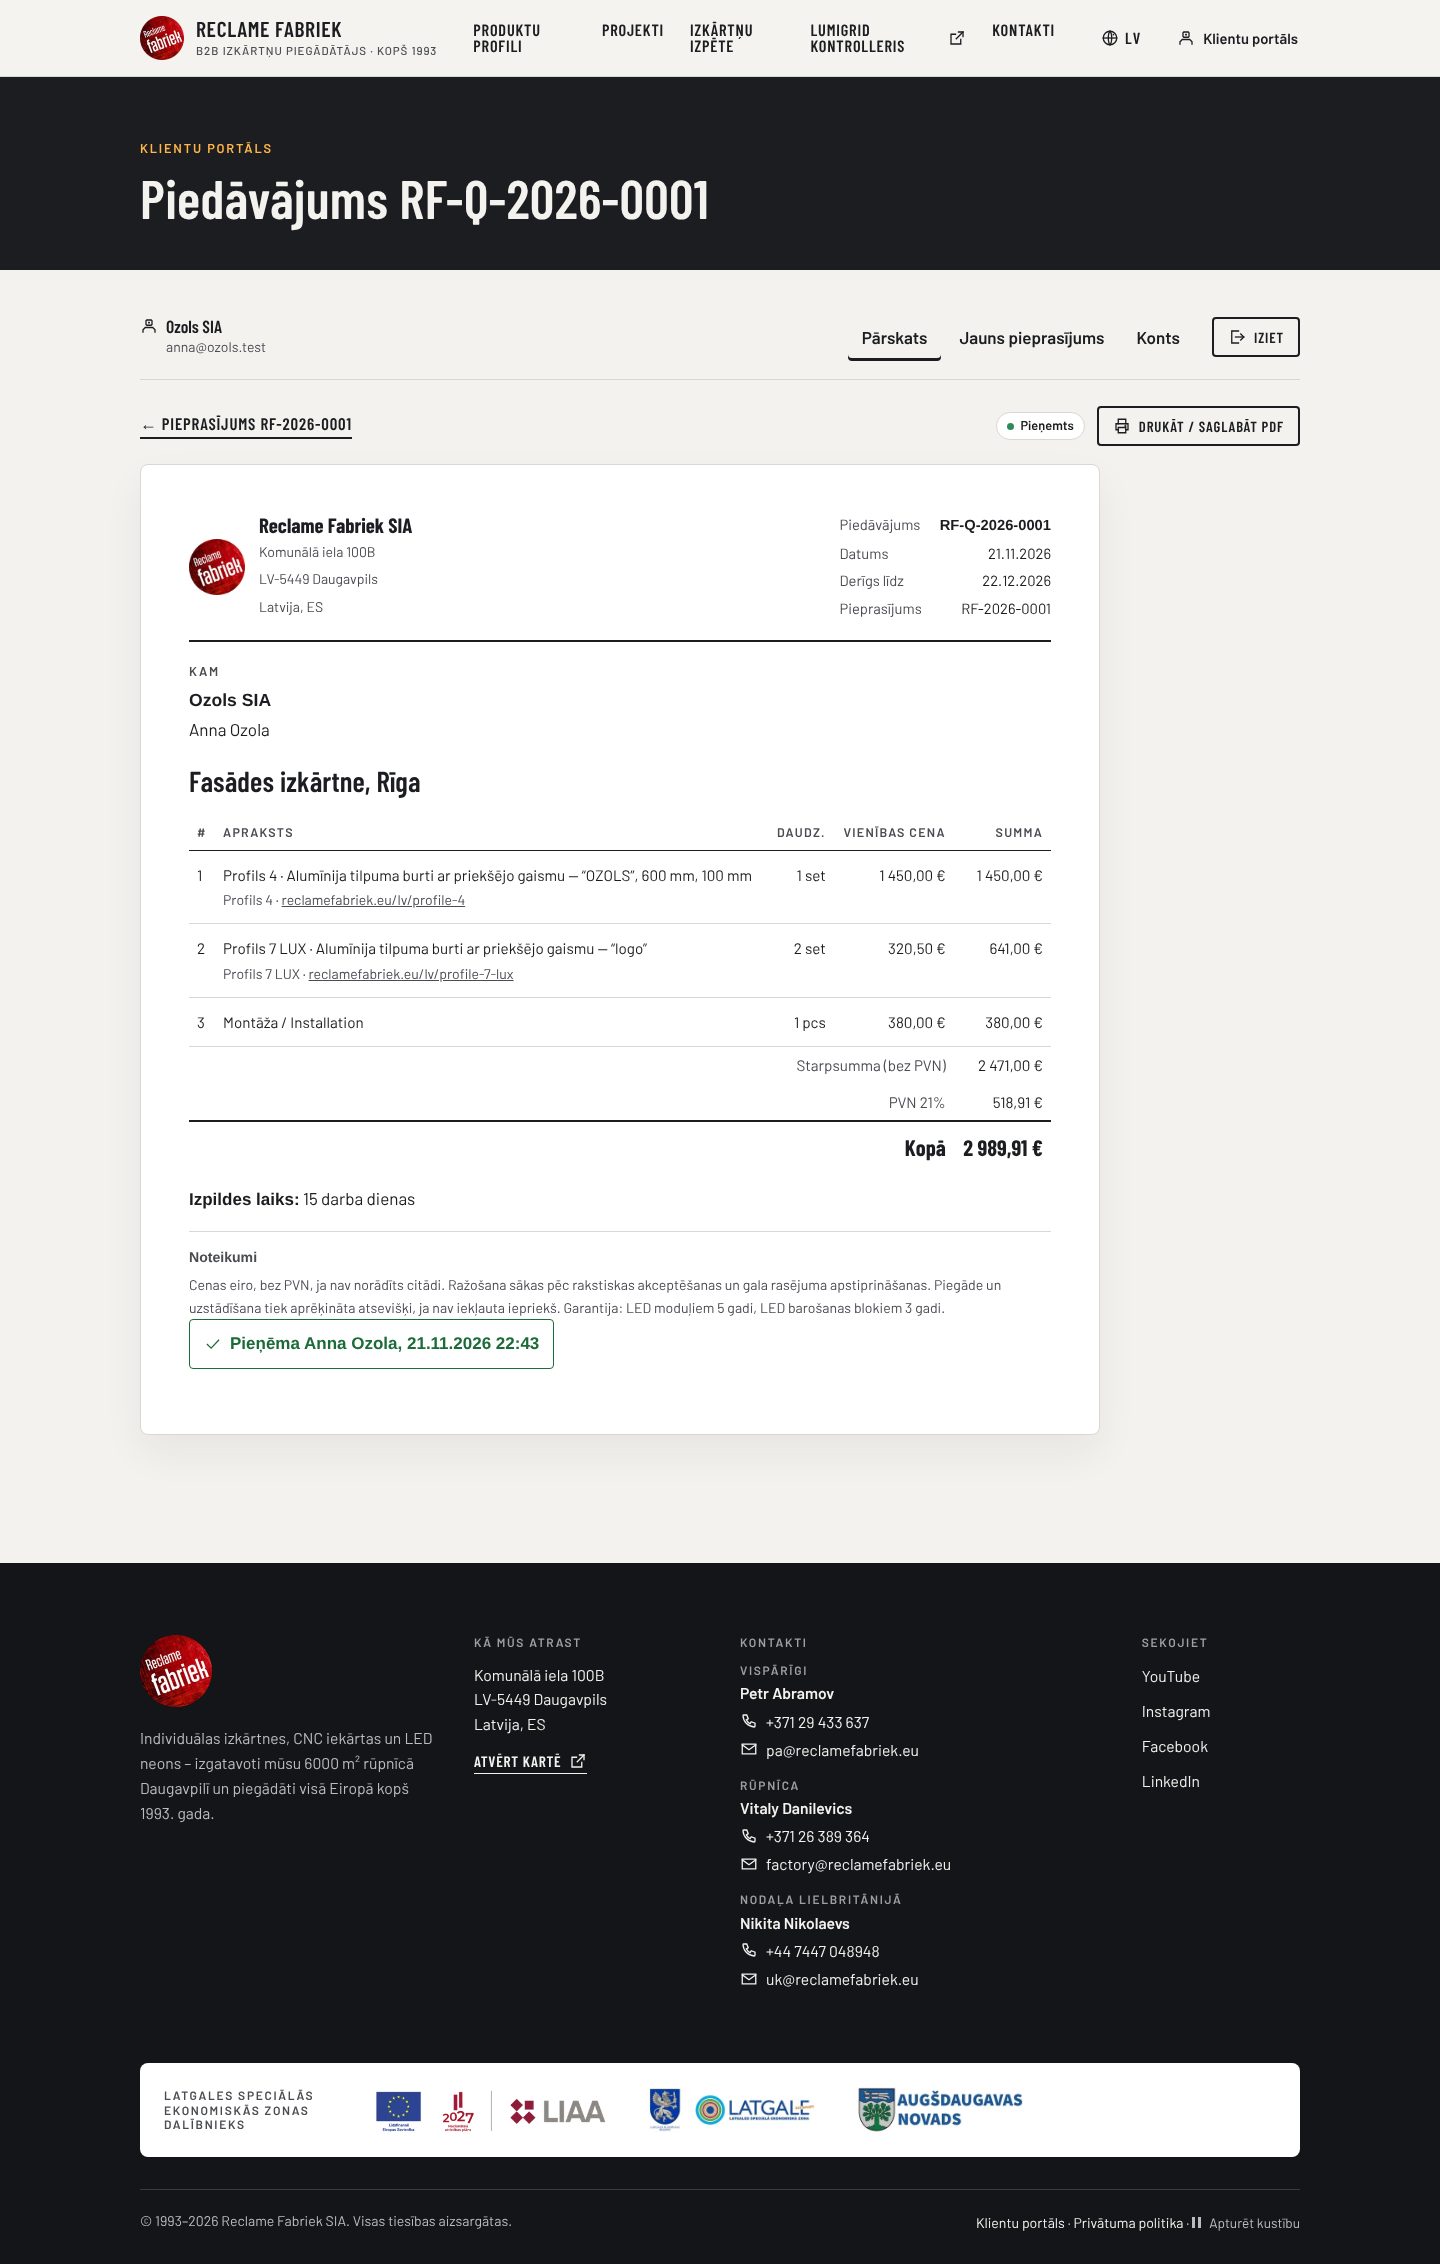 Reclame fabriek
RECLAME FABRIEK
B2B IZKĀRTŅU PIEGĀDĀTĀJS · KOPŠ 1993
PRODUKTU PROFILI
PROJEKTI
IZKĀRTŅU IZPĒTE
LUMIGRID KONTROLLERIS
KONTAKTI
LV
Klientu portāls
KLIENTU PORTĀLS
Piedāvājums RF-Q-2026-0001
Ozols SIA
anna@ozols.test
Pārskats
Jauns pieprasījums
Konts
IZIET
← PIEPRASĪJUMS RF-2026-0001
Pieņemts
DRUKĀT / SAGLABĀT PDF
Reclame fabriek
Reclame Fabriek SIA
Komunālā iela 100B
LV-5449 Daugavpils
Latvija, ES
Piedāvājums RF-Q-2026-0001
Datums 21.11.2026
Derīgs līdz 22.12.2026
Pieprasījums RF-2026-0001
KAM
Ozols SIA
Anna Ozola
Fasādes izkārtne, Rīga
# APRAKSTS DAUDZ. VIENĪBAS CENA SUMMA
1 Profils 4 · Alumīnija tilpuma burti ar priekšējo gaismu — “OZOLS”, 600 mm, 100 mm 1 set 1 450,00 € 1 450,00 €
Profils 4 · reclamefabriek.eu/lv/profile-4
2 Profils 7 LUX · Alumīnija tilpuma burti ar priekšējo gaismu — “logo” 2 set 320,50 € 641,00 €
Profils 7 LUX · reclamefabriek.eu/lv/profile-7-lux
3 Montāža / Installation 1 pcs 380,00 € 380,00 €
Starpsumma (bez PVN) 2 471,00 €
PVN 21% 518,91 €
Kopā 2 989,91 €
Izpildes laiks: 15 darba dienas
Noteikumi
Cenas eiro, bez PVN, ja nav norādīts citādi. Ražošana sākas pēc rakstiskas akceptēšanas un gala rasējuma apstiprināšanas. Piegāde un
uzstādīšana tiek aprēķināta atsevišķi, ja nav iekļauta iepriekš. Garantija: LED moduļiem 5 gadi, LED barošanas blokiem 3 gadi.
Pieņēma Anna Ozola, 21.11.2026 22:43
Reclame fabriek
Individuālas izkārtnes, CNC iekārtas un LED
neons – izgatavoti mūsu 6000 m² rūpnīcā
Daugavpilī un piegādāti visā Eiropā kopš
1993. gada.
KĀ MŪS ATRAST
Komunālā iela 100B
LV-5449 Daugavpils
Latvija, ES
ATVĒRT KARTĒ
KONTAKTI
VISPĀRĪGI
Petr Abramov
+371 29 433 637
pa@reclamefabriek.eu
RŪPNĪCA
Vitaly Danilevics
+371 26 389 364
factory@reclamefabriek.eu
NODAĻA LIELBRITĀNIJĀ
Nikita Nikolaevs
+44 7447 048948
uk@reclamefabriek.eu
SEKOJIET
YouTube
Instagram
Facebook
LinkedIn
LATGALES SPECIĀLĀS
EKONOMISKĀS ZONAS
DALĪBNIEKS
2027
LIAA
LATGALE
AUGŠDAUGAVAS
NOVADS
© 1993–2026 Reclame Fabriek SIA. Visas tiesības aizsargātas.
Klientu portāls · Privātuma politika · Apturēt kustību